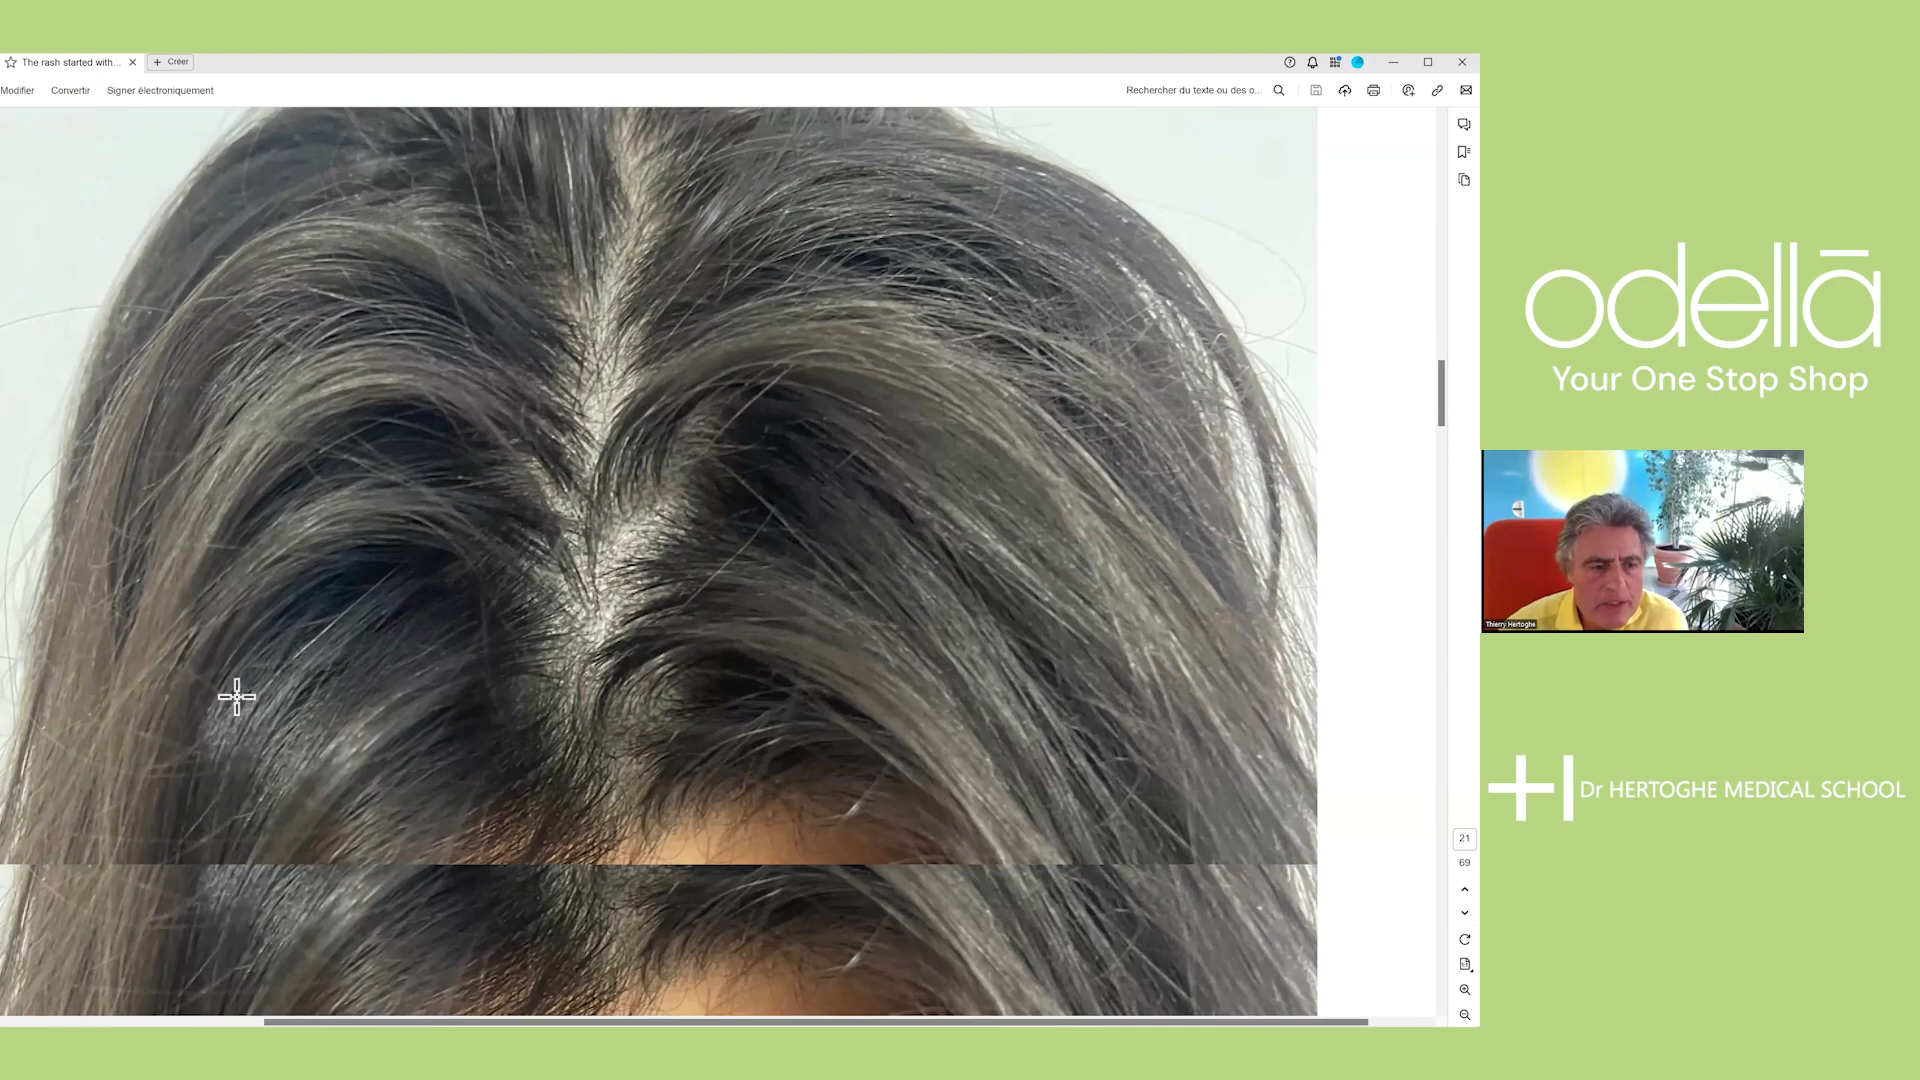 The rash started with...
Créer
Modifier
Convertir
Signer électroniquement
Rechercher du texte ou des o...
odellā
Your One Stop Shop
Thierry Hertoghe
Dr HERTOGHE MEDICAL SCHOOL
21
69